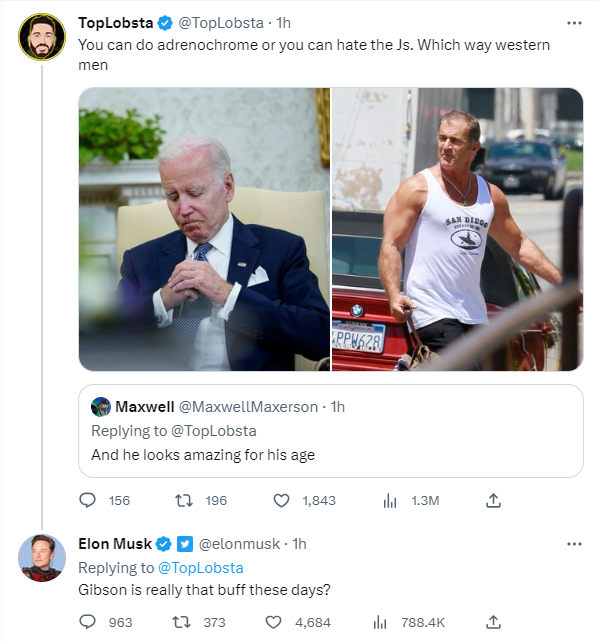 TopLobsta @TopLobsta · 1h
You can do adrenochrome or you can hate the Js. Which way western
men
SAN DIEGO
Maxwell @MaxwellMaxerson · 1h
Replying to @TopLobsta
And he looks amazing for his age
156 196 1,843 1.3M
Elon Musk @elonmusk · 1h
Replying to @TopLobsta
Gibson is really that buff these days?
963 373 4,684 788.4K